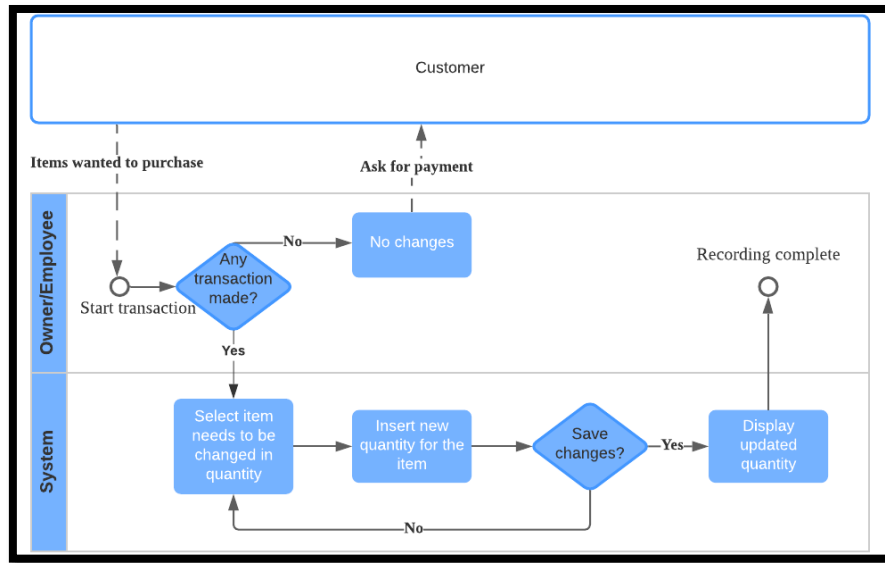 Customer
Items wanted to purchase
Ask for payment
Owner/Employee
Start transaction
Any
transaction
made?
No
No changes
Recording complete
Yes
System
Select item
needs to be
changed in
quantity
Insert new
quantity for the
item
Save
changes?
Yes
Display
updated
quantity
No